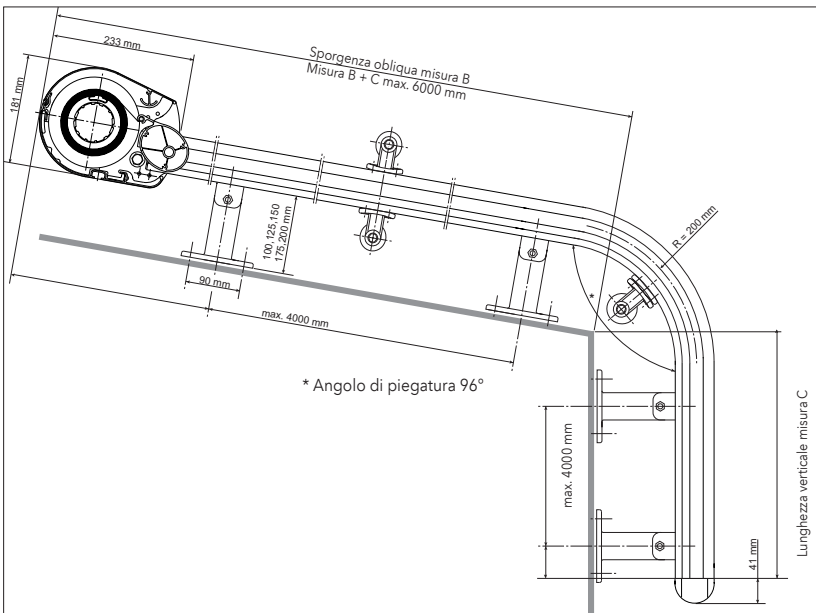 233 mm
Sporgenza obliqua misura B
Misura B + C max. 6000 mm
181 mm
R = 200 mm
100,125,150
175,200 mm
90 mm
*
max. 4000 mm
* Angolo di piegatura 96°
max. 4000 mm
Lunghezza verticale misura C
41 mm